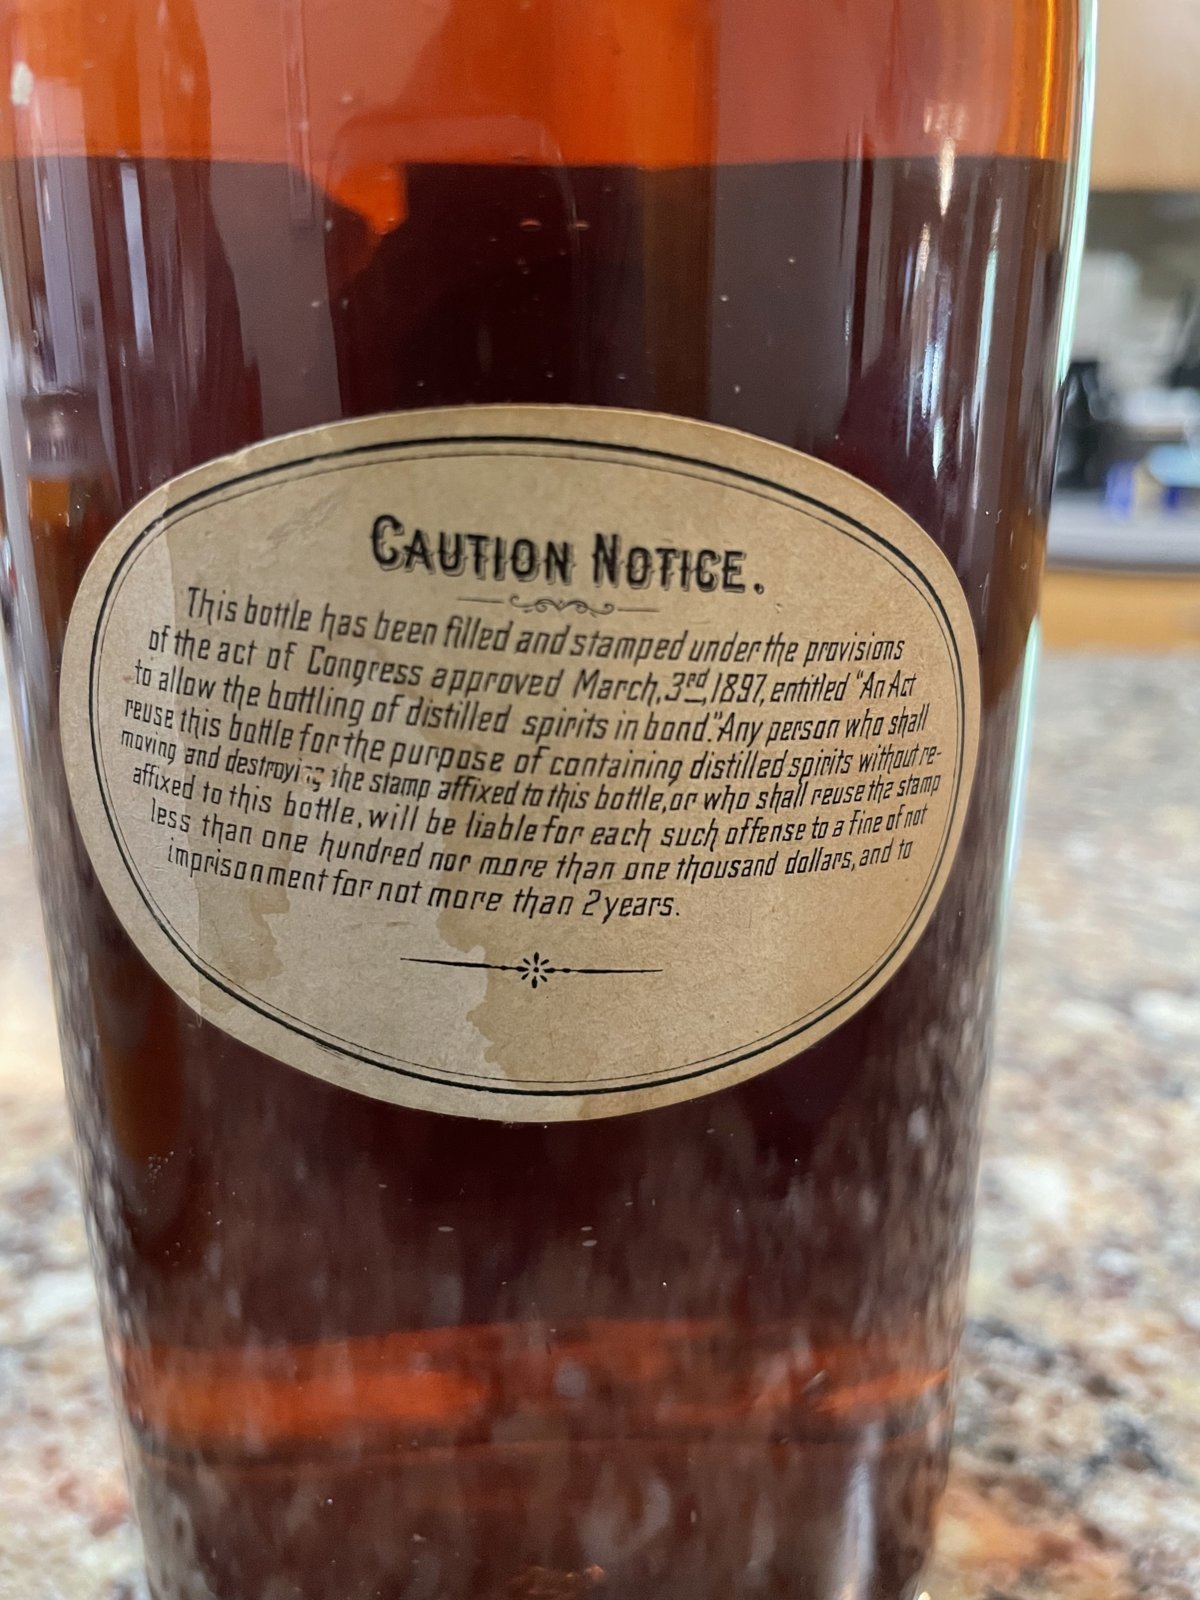 CAUTION NOTICE.
This bottle has been filled and stamped under the provisions
of the act of Congress approved March, 3rd, 1897, entitled "An Act
to allow the bottling of distilled spirits in bond." Any person who shall
reuse this bottle for the purpose of containing distilled spirits without re-
moving and destroying the stamp affixed to this bottle, or who shall reuse the stamp
affixed to this bottle, will be liable for each such offense to a fine of not
less than one hundred nor more than one thousand dollars, and to
imprisonment for not more than 2 years.